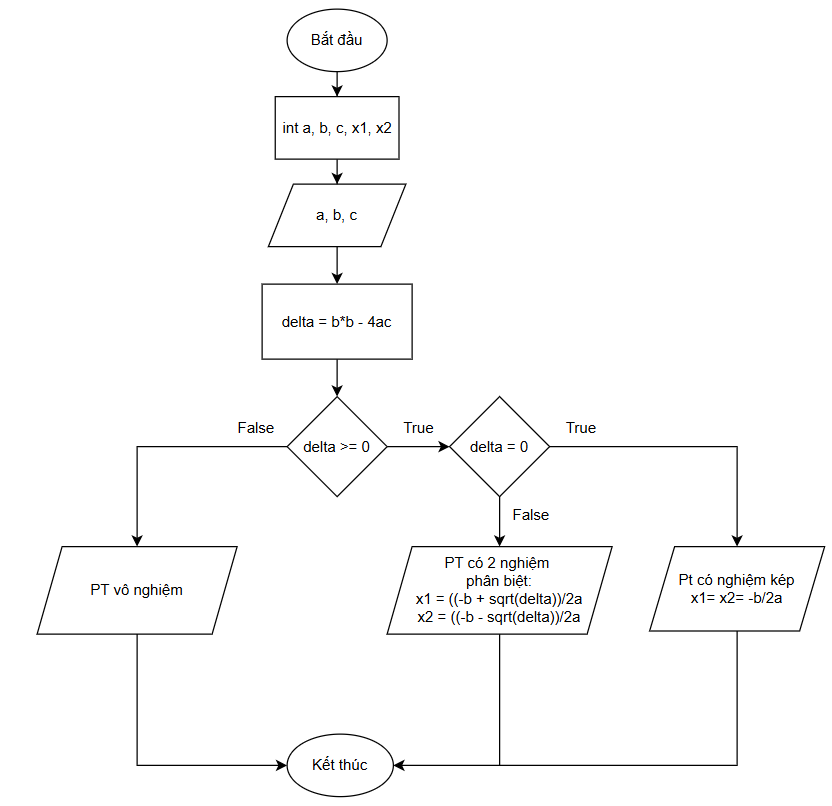 Bắt đầu
int a, b, c, x1, x2
a, b, c
delta = b*b - 4ac
False
delta >= 0
True
delta = 0
True
False
PT vô nghiệm
PT có 2 nghiệm
phân biệt:
x1 = ((-b + sqrt(delta))/2a
x2 = ((-b - sqrt(delta))/2a
Pt có nghiệm kép
x1= x2= -b/2a
Kết thúc